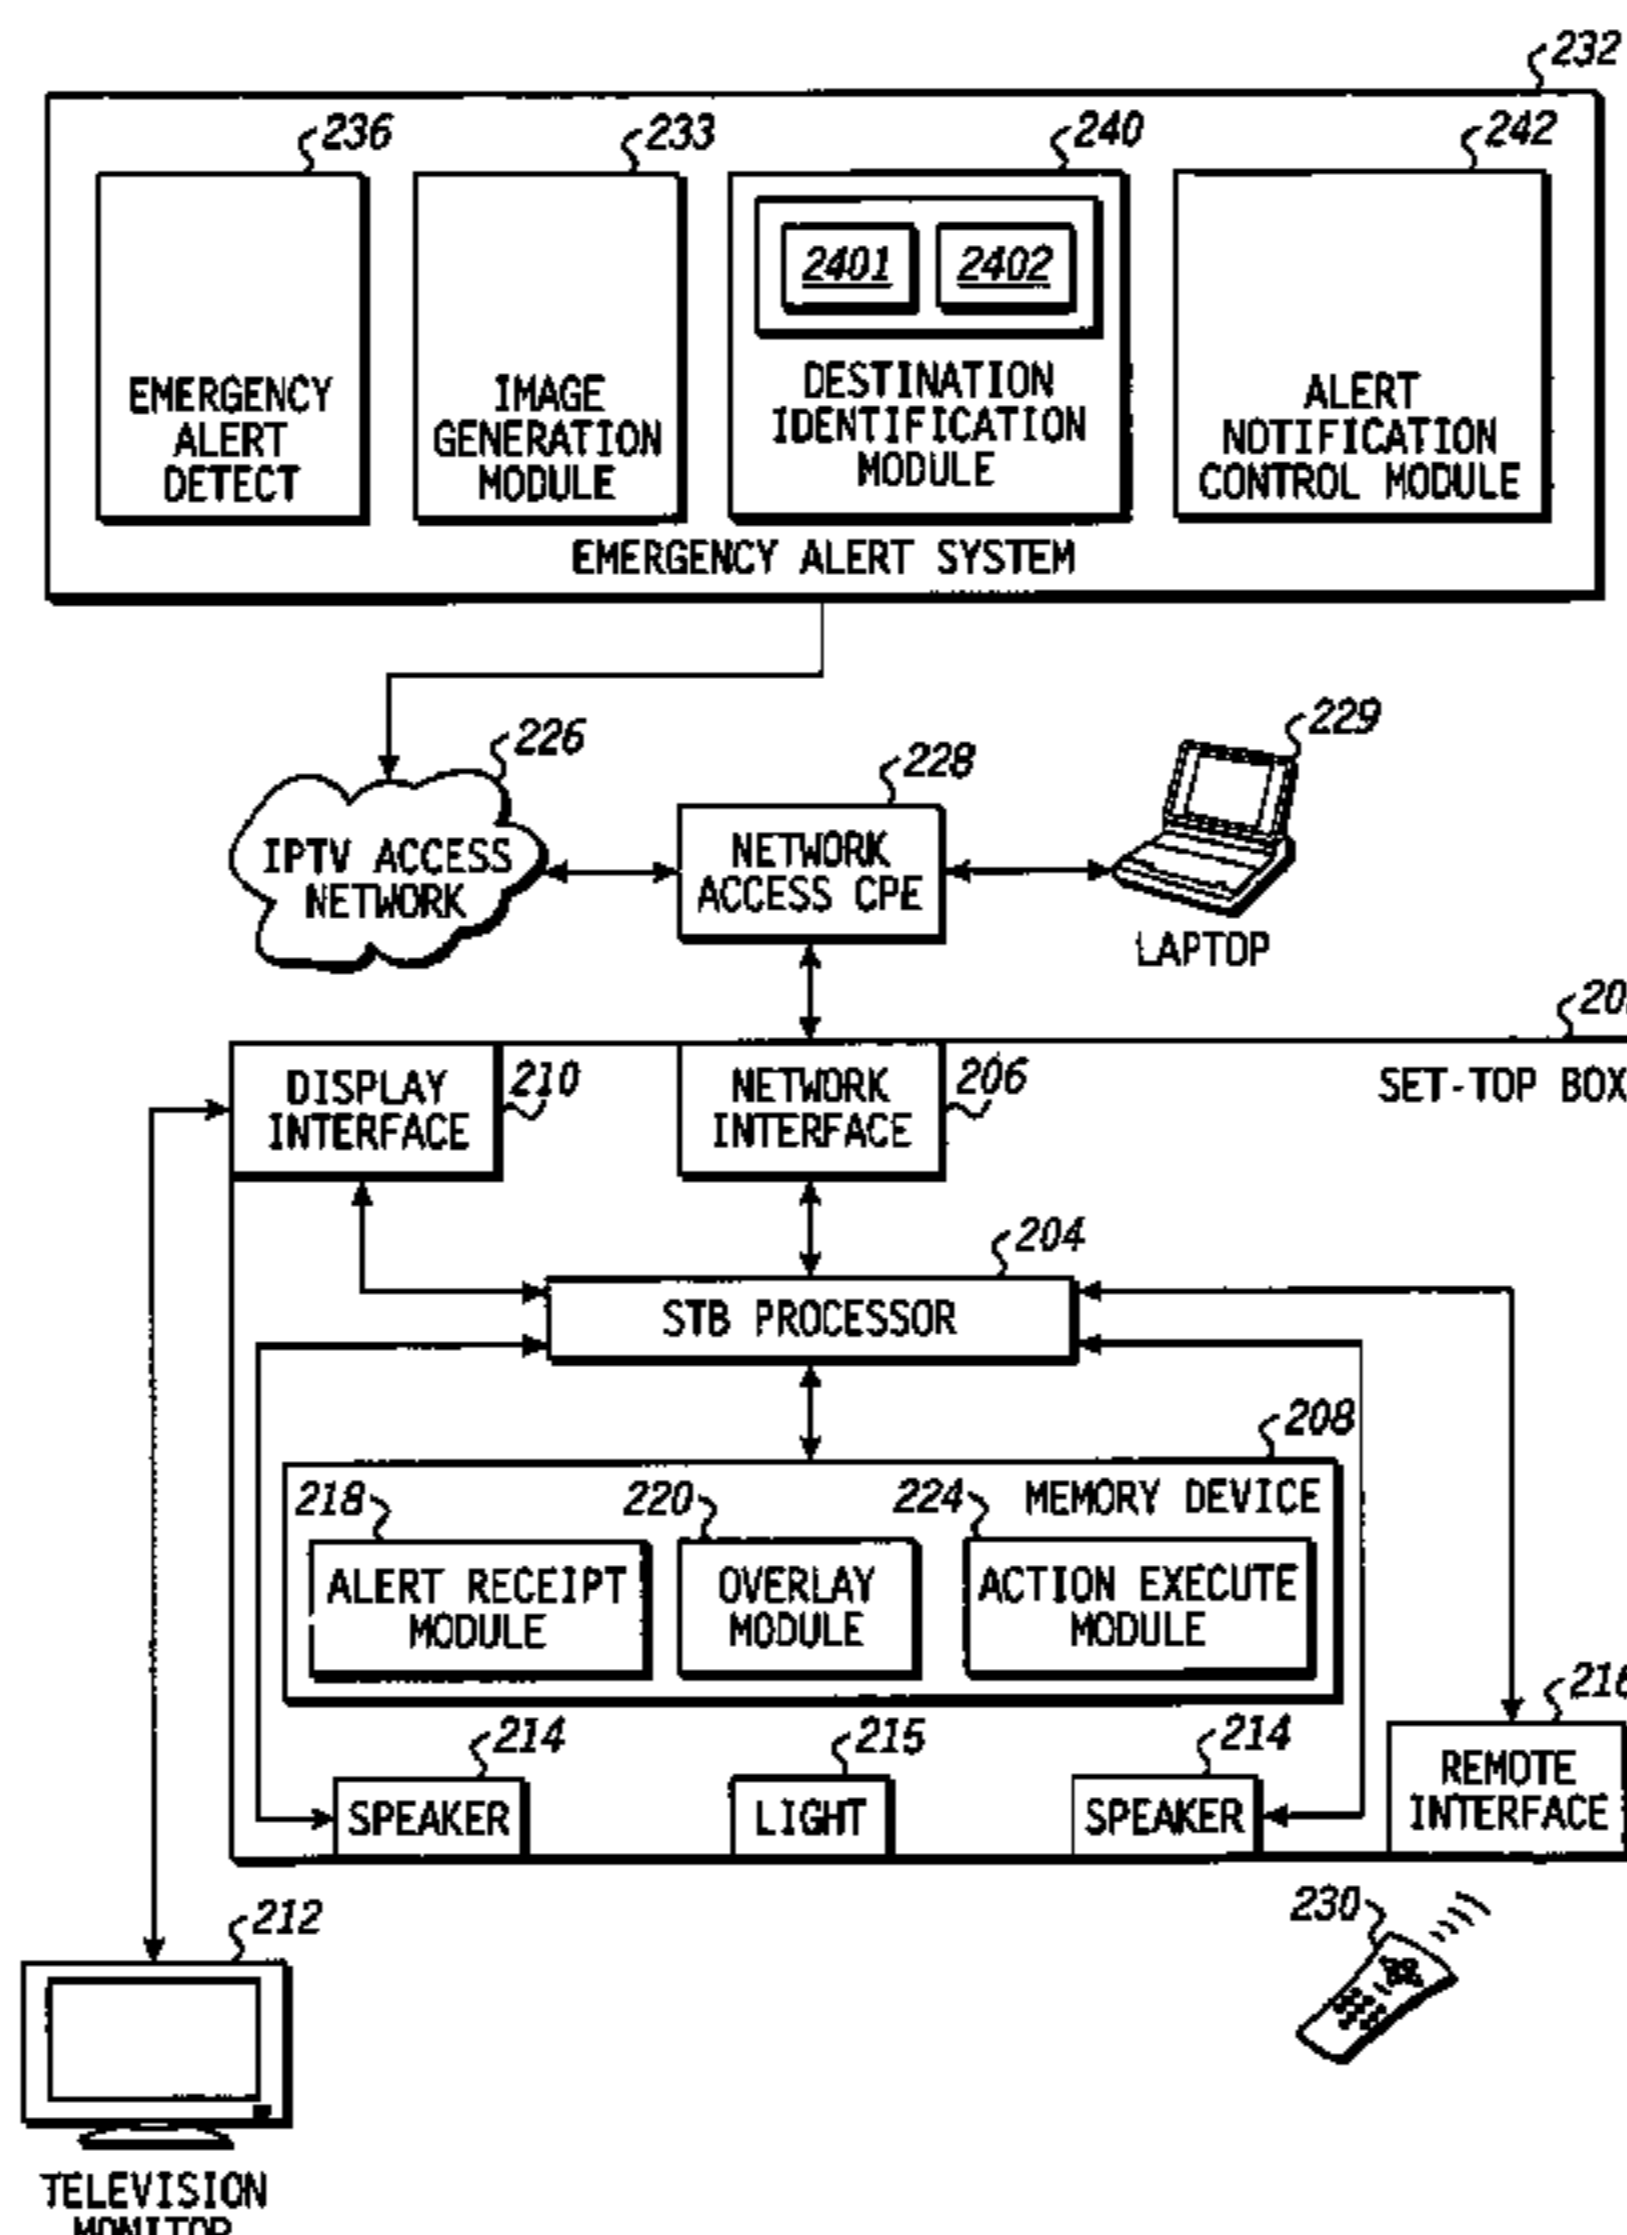 232
236
233
240
242
2401
2402
EMERGENCY
ALERT
DETECT
IMAGE
GENERATION
MODULE
DESTINATION
IDENTIFICATION
MODULE
ALERT
NOTIFICATION
CONTROL MODULE
EMERGENCY ALERT SYSTEM
226
228
229
IPTV ACCESS
NETWORK
NETWORK
ACCESS CPE
LAPTOP
20
DISPLAY
INTERFACE
210
NETWORK
INTERFACE
206
SET-TOP BOX
204
STB PROCESSOR
208
MEMORY DEVICE
218
220
224
ALERT RECEIPT
MODULE
OVERLAY
MODULE
ACTION EXECUTE
MODULE
214
215
214
216
SPEAKER
LIGHT
SPEAKER
REMOTE
INTERFACE
212
230
TELEVISION
MONITOR